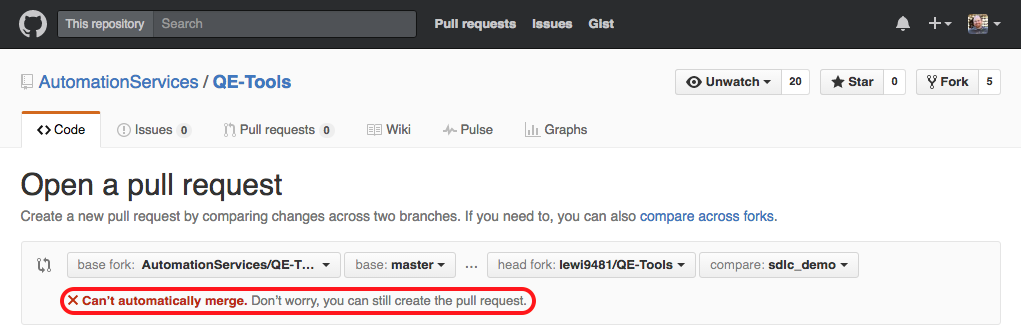 This repository Search Pull requests Issues Gist
AutomationServices / QE-Tools Unwatch 20 Star 0 Fork 5
Code Issues 0 Pull requests 0 Wiki Pulse Graphs
Open a pull request
Create a new pull request by comparing changes across two branches. If you need to, you can also compare across forks.
base fork: AutomationServices/QE-T... base: master ... head fork: lewi9481/QE-Tools compare: sdlc_demo
Can't automatically merge. Don't worry, you can still create the pull request.